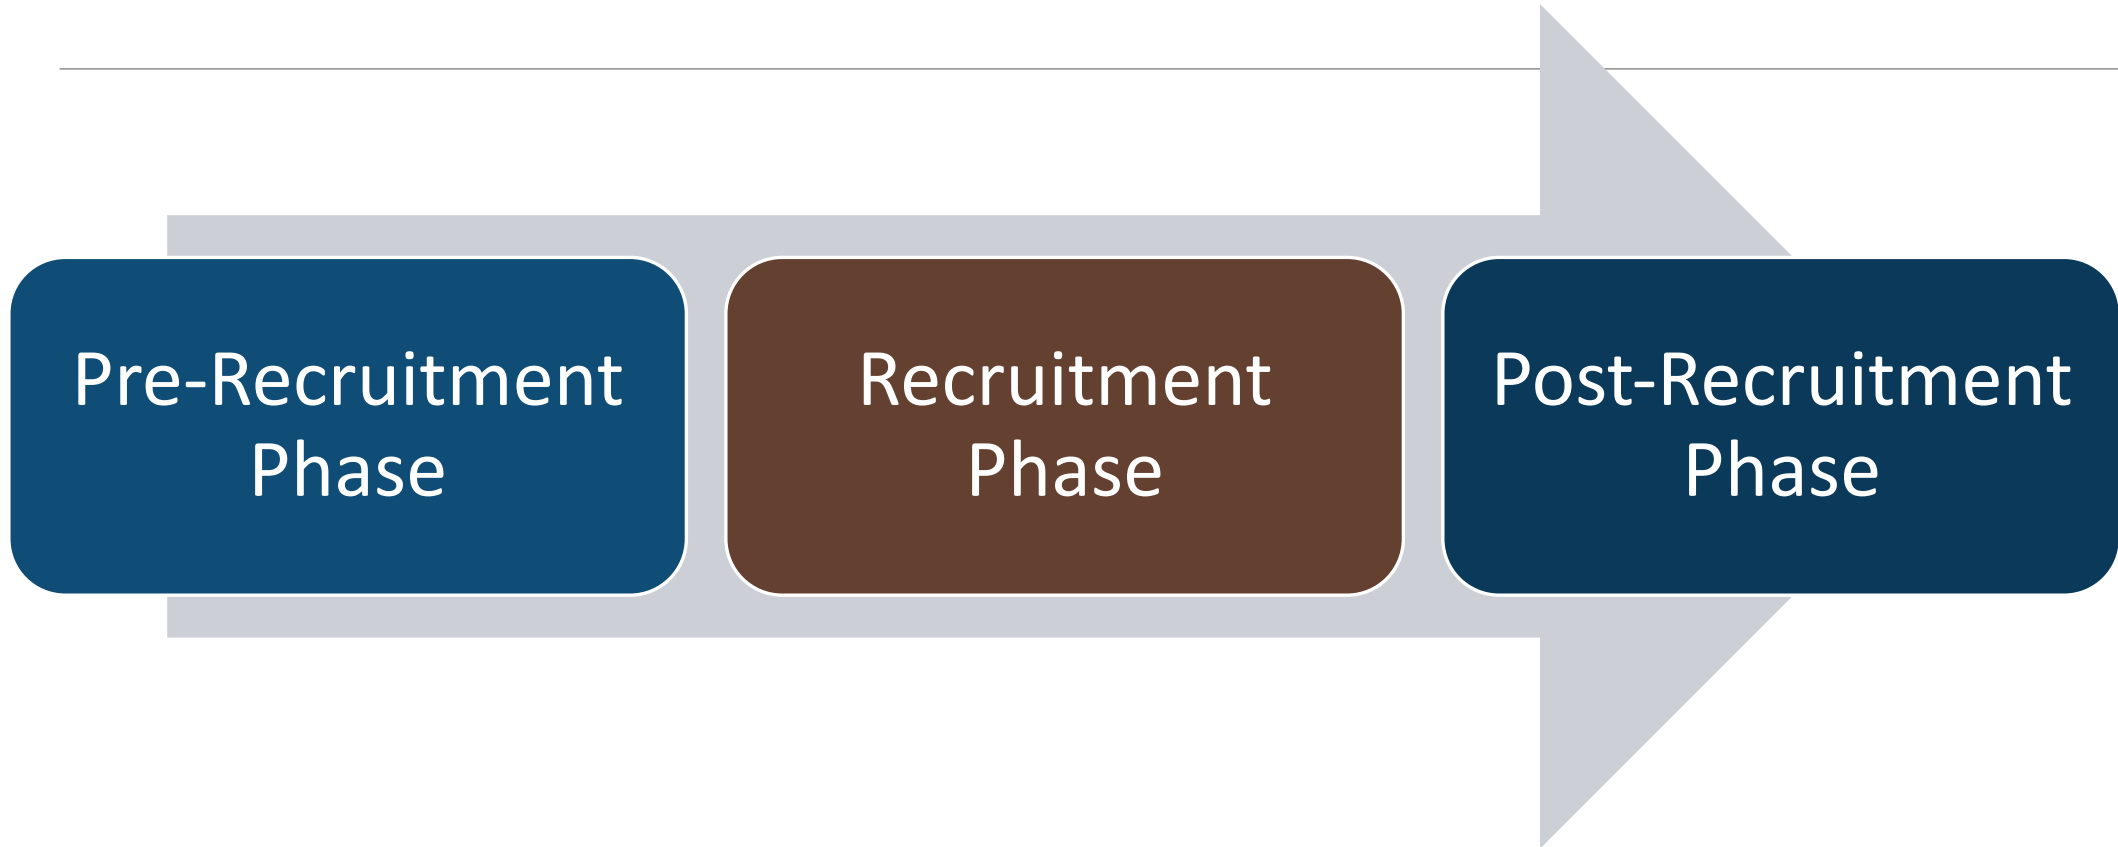 Pre-Recruitment
Phase
Recruitment
Phase
Post-Recruitment
Phase